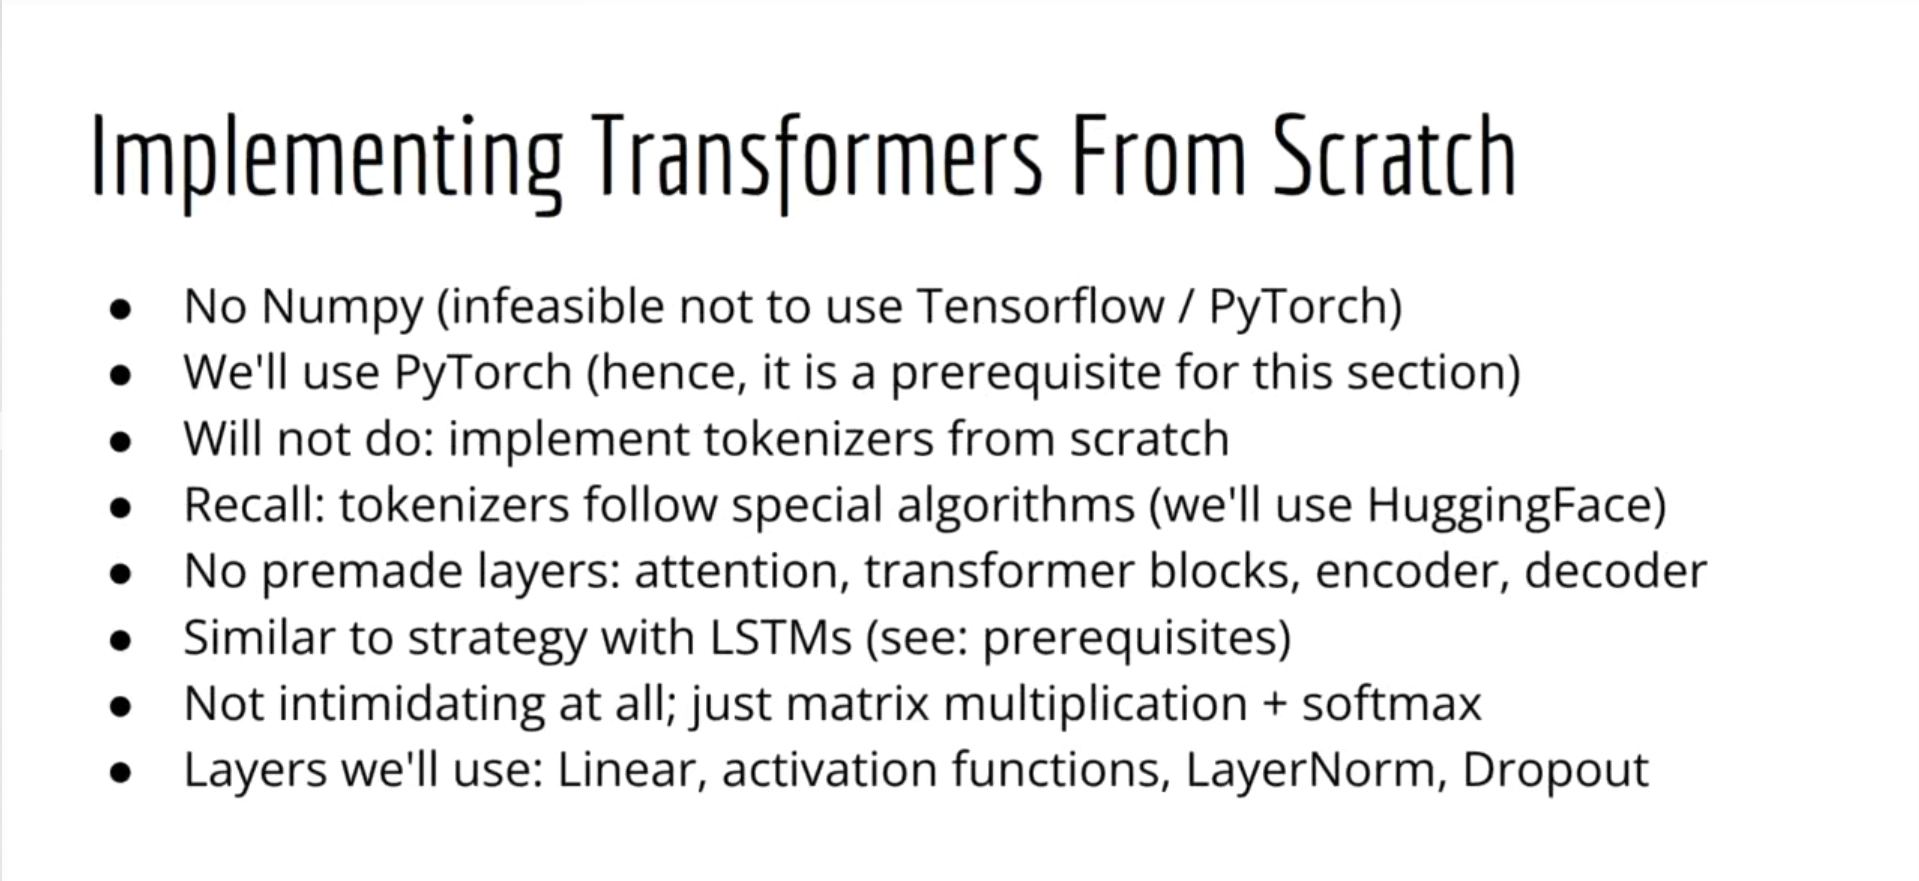 Implementing Transformers From Scratch
● No Numpy (infeasible not to use Tensorflow / PyTorch)
● We'll use PyTorch (hence, it is a prerequisite for this section)
● Will not do: implement tokenizers from scratch
● Recall: tokenizers follow special algorithms (we'll use HuggingFace)
● No premade layers: attention, transformer blocks, encoder, decoder
● Similar to strategy with LSTMs (see: prerequisites)
● Not intimidating at all; just matrix multiplication + softmax
● Layers we'll use: Linear, activation functions, LayerNorm, Dropout